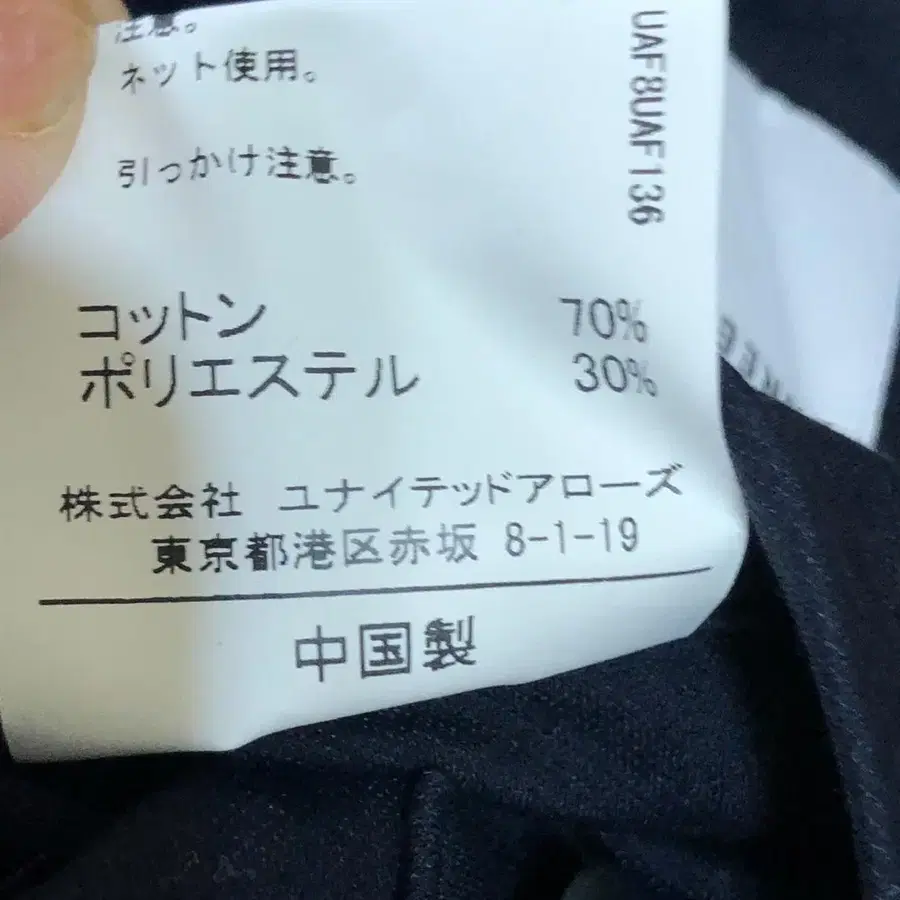 注意。
ネット使用。
引っかけ注意。
UAF8UAF136
コットン 70%
ポリエステル 30%
株式会社 ユナイテッドアローズ
東京都港区赤坂 8-1-19
中国製